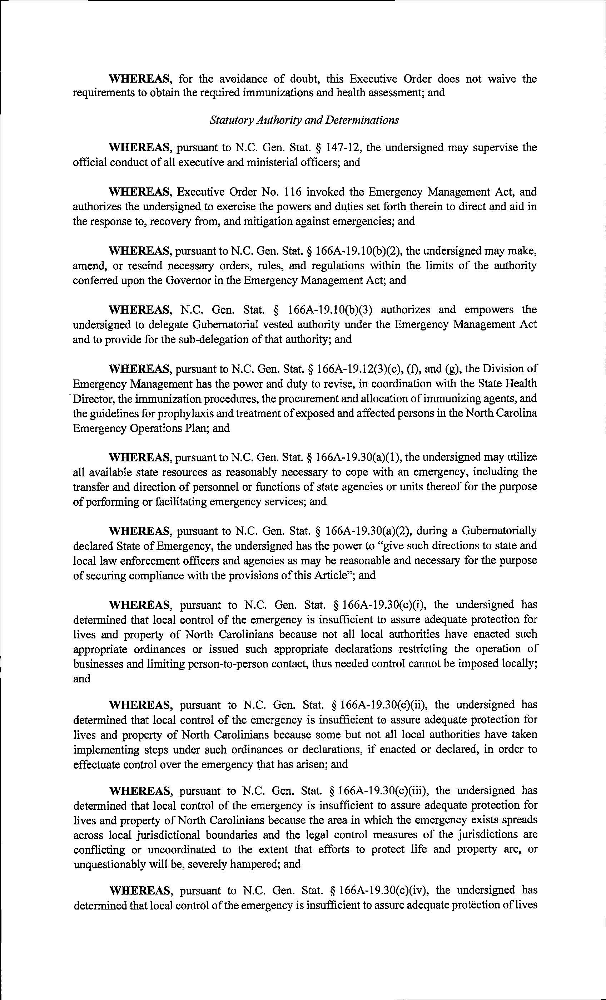 WHEREAS, for the avoidance of doubt, this Executive Order does not waive the
requirements to obtain the required immunizations and health assessment; and
Statutory Authority and Determinations
WHEREAS, pursuant to N.C. Gen. Stat. § 147-12, the undersigned may supervise the
official conduct of all executive and ministerial officers; and
WHEREAS, Executive Order No. 116 invoked the Emergency Management Act, and
authorizes the undersigned to exercise the powers and duties set forth therein to direct and aid in
the response to, recovery from, and mitigation against emergencies; and
WHEREAS, pursuant to N.C. Gen. Stat. § 166A-19.10(b)(2), the undersigned may make,
amend, or rescind necessary orders, rules, and regulations within the limits of the authority
conferred upon the Governor in the Emergency Management Act; and
WHEREAS, N.C. Gen. Stat. § 166A-19.10(b)(3) authorizes and empowers the
undersigned to delegate Gubernatorial vested authority under the Emergency Management Act
and to provide for the sub-delegation of that authority; and
WHEREAS, pursuant to N.C. Gen. Stat. § 166A-19.12(3)(c), (f), and (g), the Division of
Emergency Management has the power and duty to revise, in coordination with the State Health
Director, the immunization procedures, the procurement and allocation of immunizing agents, and
the guidelines for prophylaxis and treatment of exposed and affected persons in the North Carolina
Emergency Operations Plan; and
WHEREAS, pursuant to N.C. Gen. Stat. § 166A-19.30(a)(1), the undersigned may utilize
all available state resources as reasonably necessary to cope with an emergency, including the
transfer and direction of personnel or functions of state agencies or units thereof for the purpose
of performing or facilitating emergency services; and
WHEREAS, pursuant to N.C. Gen. Stat. § 166A-19.30(a)(2), during a Gubernatorially
declared State of Emergency, the undersigned has the power to “give such directions to state and
local law enforcement officers and agencies as may be reasonable and necessary for the purpose
of securing compliance with the provisions of this Article”; and
WHEREAS, pursuant to N.C. Gen. Stat. § 166A-19.30(c)(i), the undersigned has
determined that local control of the emergency is insufficient to assure adequate protection for
lives and property of North Carolinians because not all local authorities have enacted such
appropriate ordinances or issued such appropriate declarations restricting the operation of
businesses and limiting person-to-person contact, thus needed control cannot be imposed locally;
and
WHEREAS, pursuant to N.C. Gen. Stat. § 166A-19.30(c)(ii), the undersigned has
determined that local control of the emergency is insufficient to assure adequate protection for
lives and property of North Carolinians because some but not all local authorities have taken
implementing steps under such ordinances or declarations, if enacted or declared, in order to
effectuate control over the emergency that has arisen; and
WHEREAS, pursuant to N.C. Gen. Stat. § 166A-19.30(c)(iii), the undersigned has
determined that local control of the emergency is insufficient to assure adequate protection for
lives and property of North Carolinians because the area in which the emergency exists spreads
across local jurisdictional boundaries and the legal control measures of the jurisdictions are
conflicting or uncoordinated to the extent that efforts to protect life and property are, or
unquestionably will be, severely hampered; and
WHEREAS, pursuant to N.C. Gen. Stat. § 166A-19.30(c)(iv), the undersigned has
determined that local control of the emergency is insufficient to assure adequate protection of lives